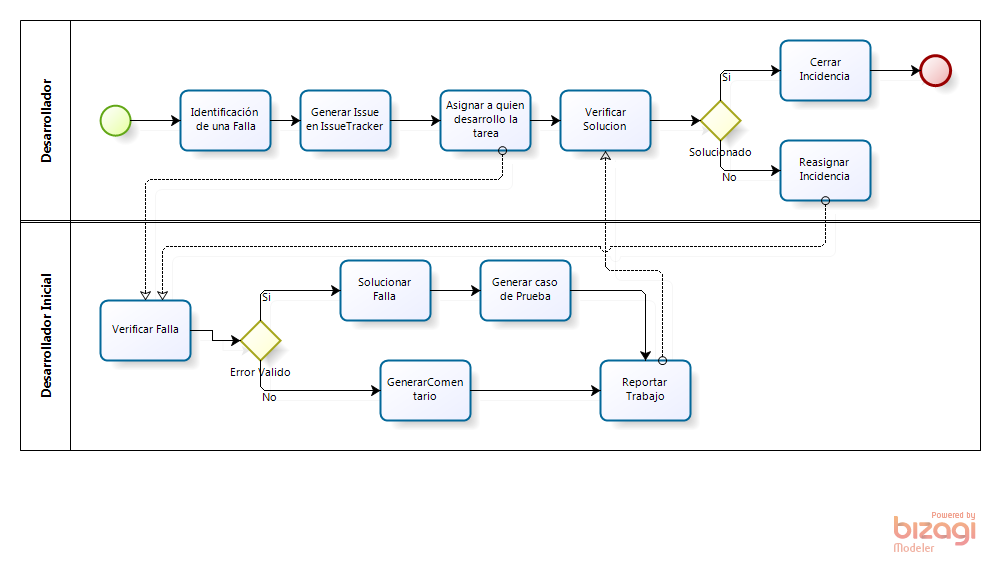 Desarrollador
Identificación
de una Falla
Generar Issue
en IssueTracker
Asignar a quien
desarrollo la
tarea
Verificar
Solucion
Solucionado
Si
No
Cerrar
Incidencia
Reasignar
Incidencia
Desarrollador Inicial
Verificar Falla
Error Valido
Si
No
Solucionar
Falla
Generar caso
de Prueba
GenerarComen
tario
Reportar
Trabajo
Powered by
bizagi
Modeler